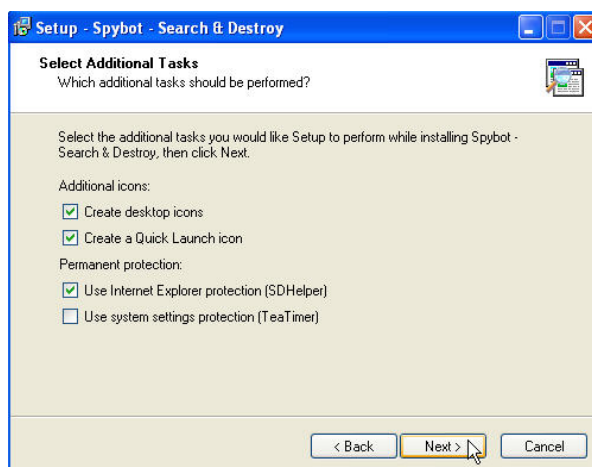 Setup - Spybot - Search & Destroy
Select Additional Tasks
Which additional tasks should be performed?
Select the additional tasks you would like Setup to perform while installing Spybot -
Search & Destroy, then click Next.
Additional icons:
Create desktop icons
Create a Quick Launch icon
Permanent protection:
Use Internet Explorer protection (SDHelper)
Use system settings protection (TeaTimer)
< Back
Next >
Cancel